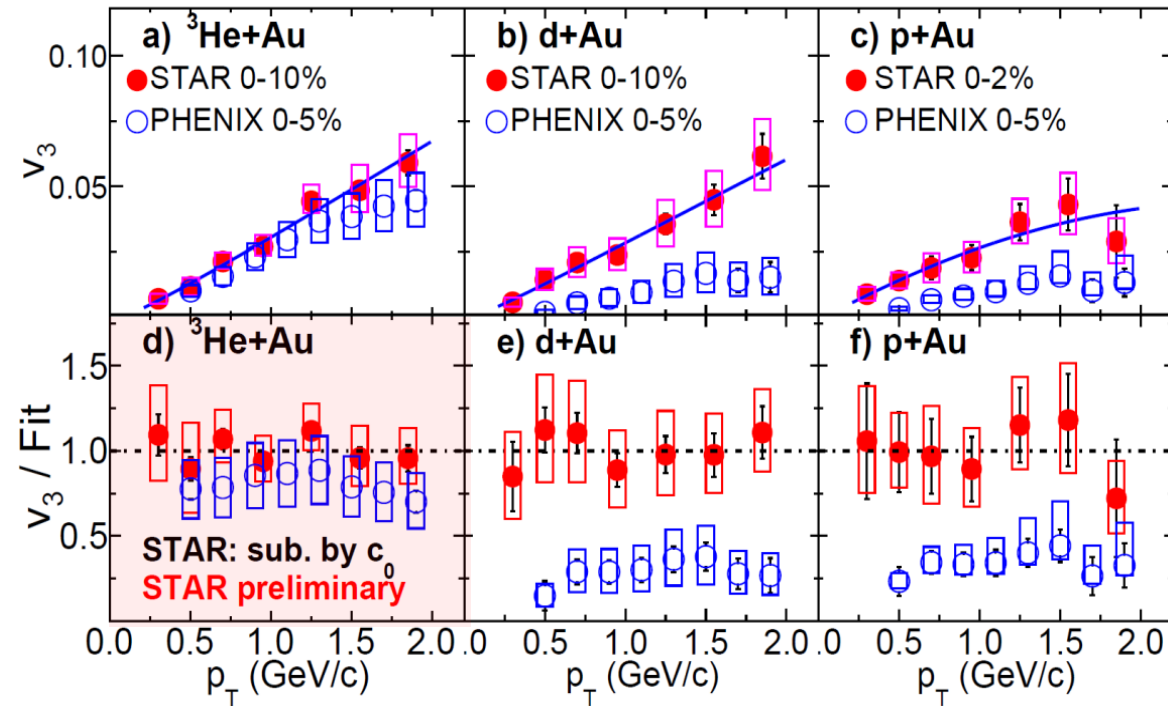 a) ³He+Au
STAR 0-10%
PHENIX 0-5%
b) d+Au
STAR 0-10%
PHENIX 0-5%
c) p+Au
STAR 0-2%
PHENIX 0-5%
0.10
0.05
v₃
d) ³He+Au
STAR: sub. by c₀
STAR preliminary
e) d+Au
f) p+Au
1.5
1.0
0.5
v₃ / Fit
0.0 0.5 1.0 1.5 2.0
.0 0.5 1.0 1.5 2.0
.0 0.5 1.0 1.5 2.0
p_T (GeV/c)
p_T (GeV/c)
p_T (GeV/c)